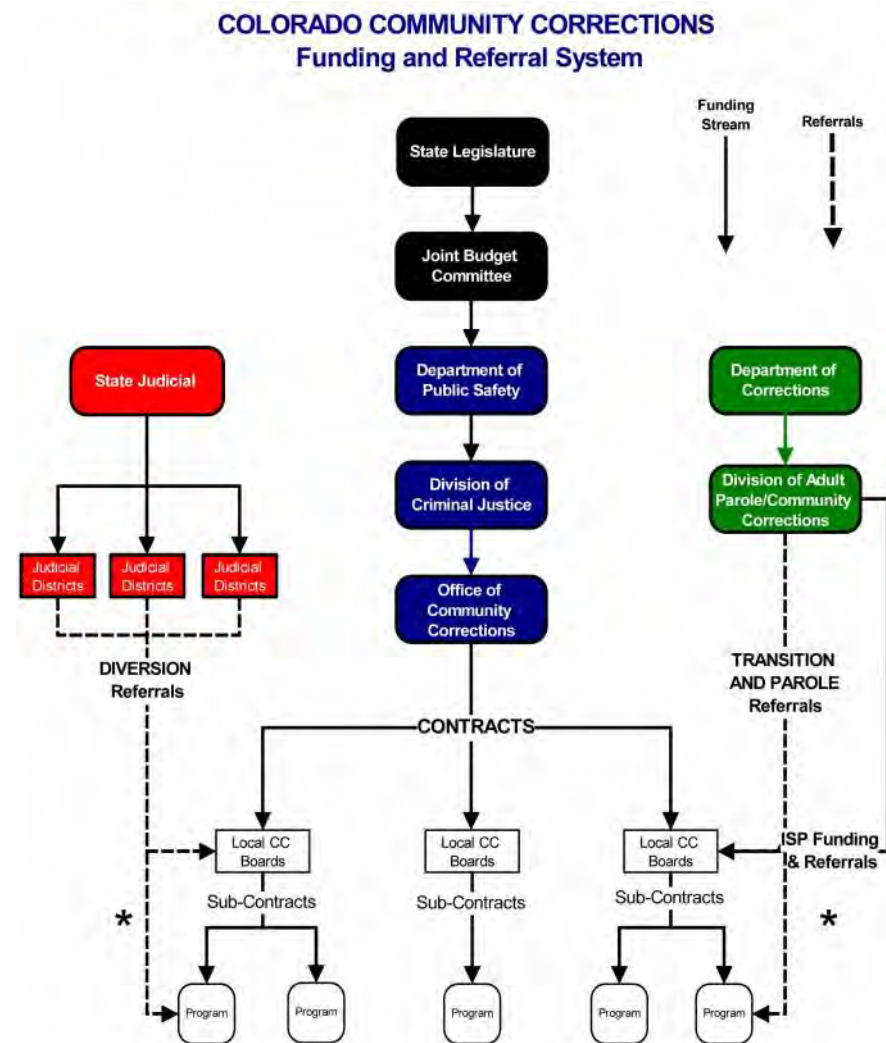 COLORADO COMMUNITY CORRECTIONS
Funding and Referral System
Funding
Stream
Referrals
State Legislature
Joint Budget
Committee
State Judicial
Department of
Public Safety
Department of
Corrections
Division of
Criminal Justice
Division of Adult
Parole/Community
Corrections
Judicial
Districts
Judicial
Districts
Judicial
Districts
Office of
Community
Corrections
DIVERSION
Referrals
TRANSITION
AND PAROLE
Referrals
CONTRACTS
Local CC
Boards
Local CC
Boards
Local CC
Boards
ISP Funding
& Referrals
Sub-Contracts
Sub-Contracts
Sub-Contracts
*
*
Program
Program
Program
Program
Program